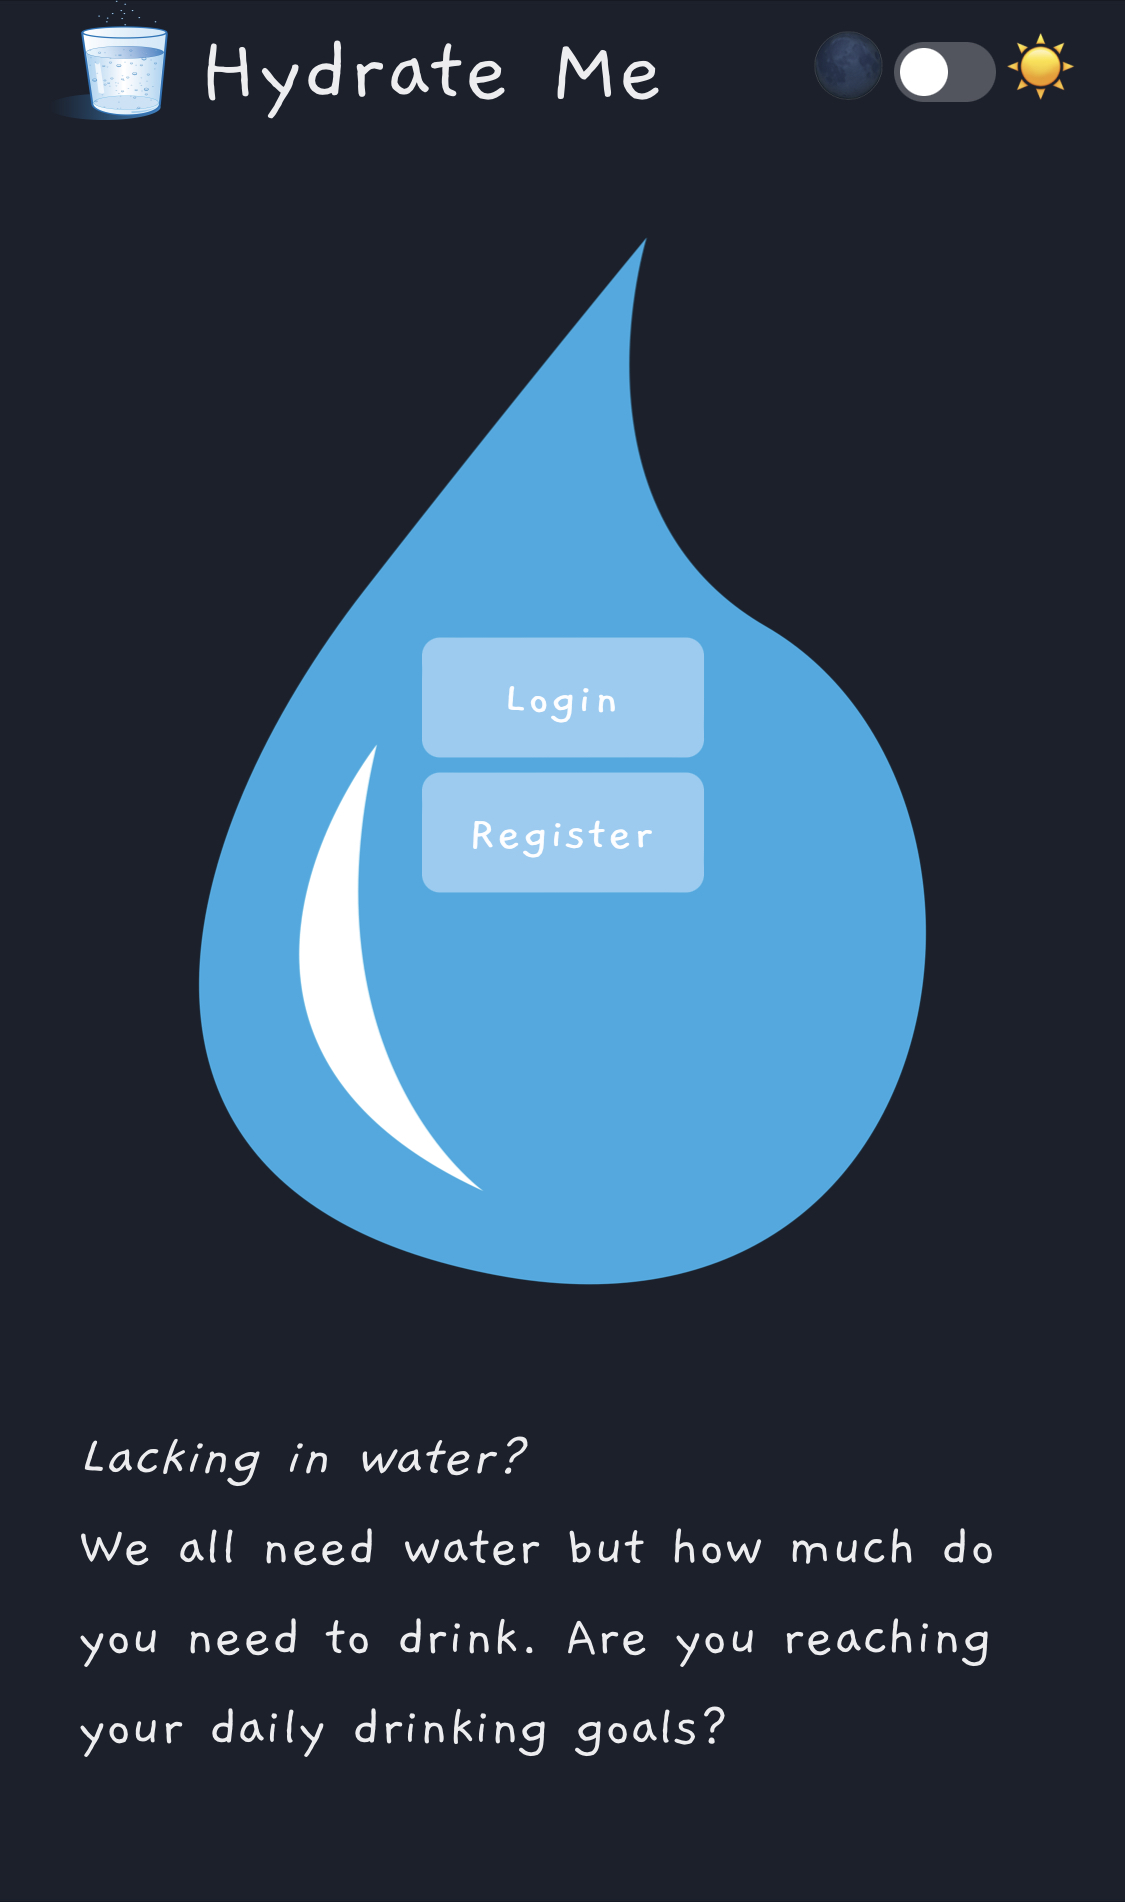 Hydrate Me
Login
Register
Lacking in water?
We all need water but how much do
you need to drink. Are you reaching
your daily drinking goals?